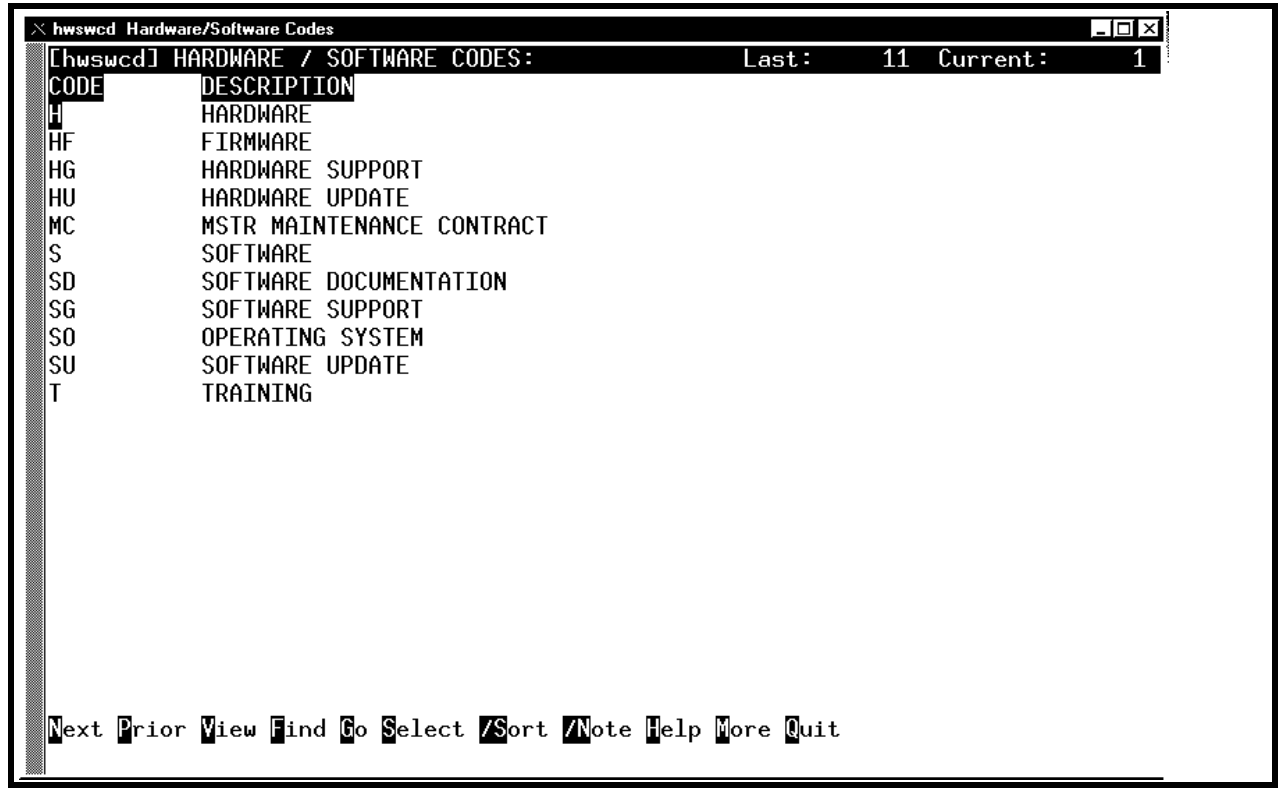 hwswcd Hardware/Software Codes
[hwswcd] HARDWARE / SOFTWARE CODES: Last: 11 Current: 1
CODE DESCRIPTION
H HARDWARE
HF FIRMWARE
HG HARDWARE SUPPORT
HU HARDWARE UPDATE
MC MSTR MAINTENANCE CONTRACT
S SOFTWARE
SD SOFTWARE DOCUMENTATION
SG SOFTWARE SUPPORT
SO OPERATING SYSTEM
SU SOFTWARE UPDATE
T TRAINING
Next Prior View Find Go Select /Sort /Note Help More Quit